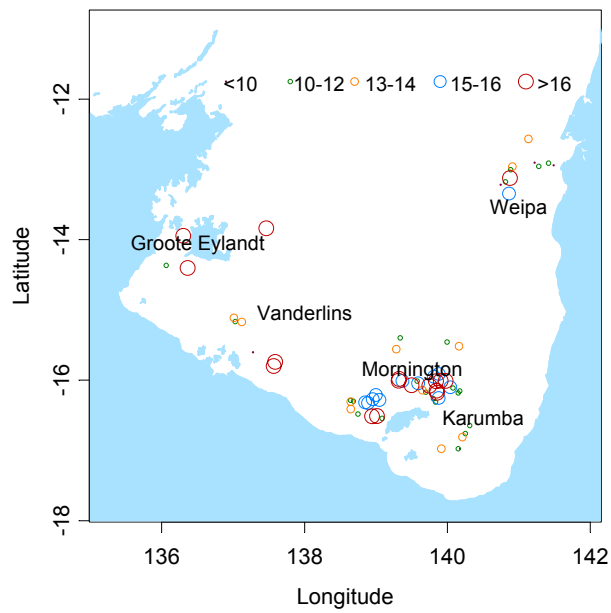 -12
-14
-16
-18
Latitude
<10 10-12 13-14 15-16 >16
Weipa
Groote Eylandt
Vanderlins
Mornington
Karumba
136 138 140 142
Longitude